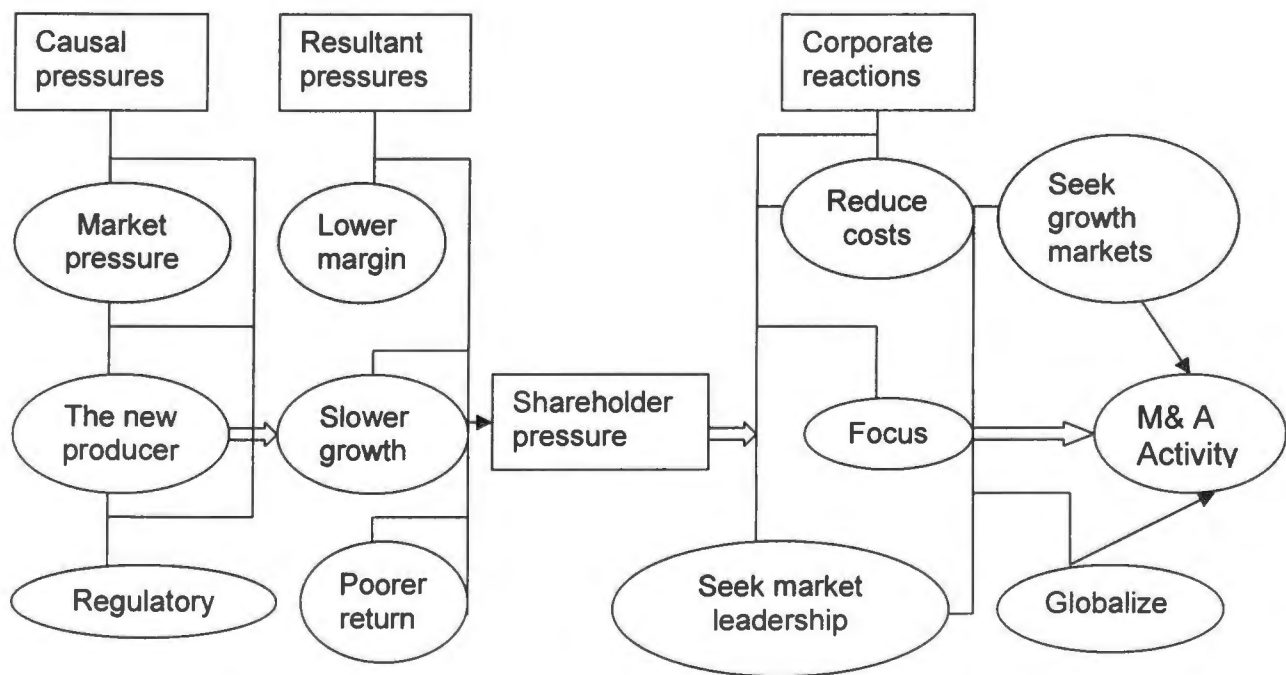 Causal
pressures
Resultant
pressures
Corporate
reactions
Market
pressure
Lower
margin
Reduce
costs
Seek
growth
markets
The new
producer
Slower
growth
Shareholder
pressure
Focus
M& A
Activity
Regulatory
Poorer
return
Seek market
leadership
Globalize